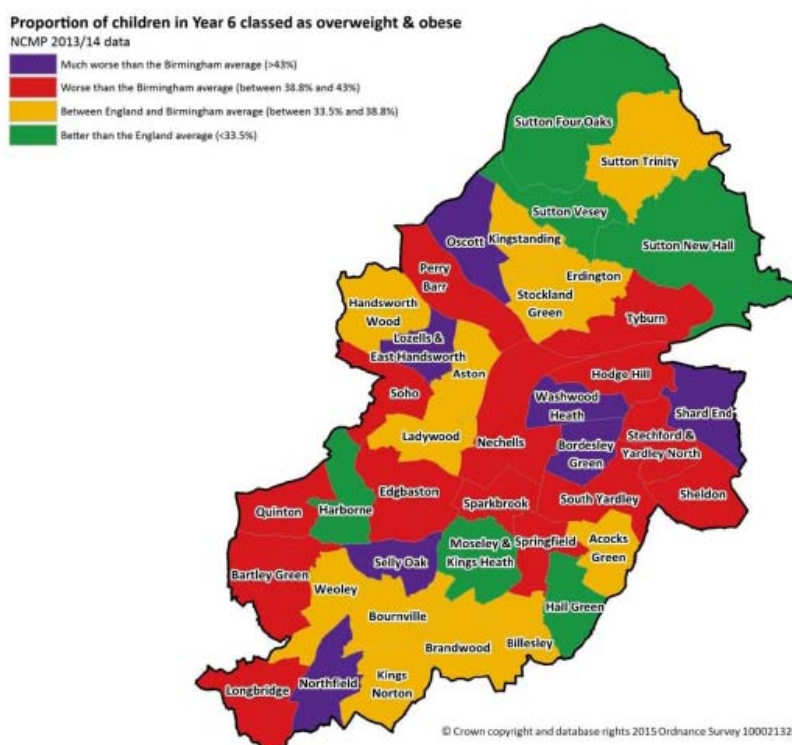 Proportion of children in Year 6 classed as overweight & obese
NCMP 2013/14 data
Much worse than the Birmingham average (>43%)
Worse than the Birmingham average (between 38.8% and 43%)
Between England and Birmingham average (between 33.5% and 38.8%)
Better than the England average (<33.5%)
Sutton Four Oaks
Sutton Trinity
Sutton Vesey
Oscott
Kingstanding
Sutton New Hall
Perry
Barr
Erdington
Stockland
Green
Handsworth
Wood
Tyburn
Lozells &
East Handsworth
Aston
Hodge Hill
Soho
Washwood
Heath
Shard End
Ladywood
Nechells
Bordesley
Green
Stechford &
Yardley North
Edgbaston
Sparkbrook
South Yardley
Sheldon
Quinton
Harborne
Moseley &
Kings Heath
Springfield
Acocks
Green
Selly Oak
Bartley Green
Weoley
Hall Green
Bournville
Brandwood
Billesley
Northfield
Kings
Norton
Longbridge
© Crown copyright and database rights 2015 Ordnance Survey 10002132